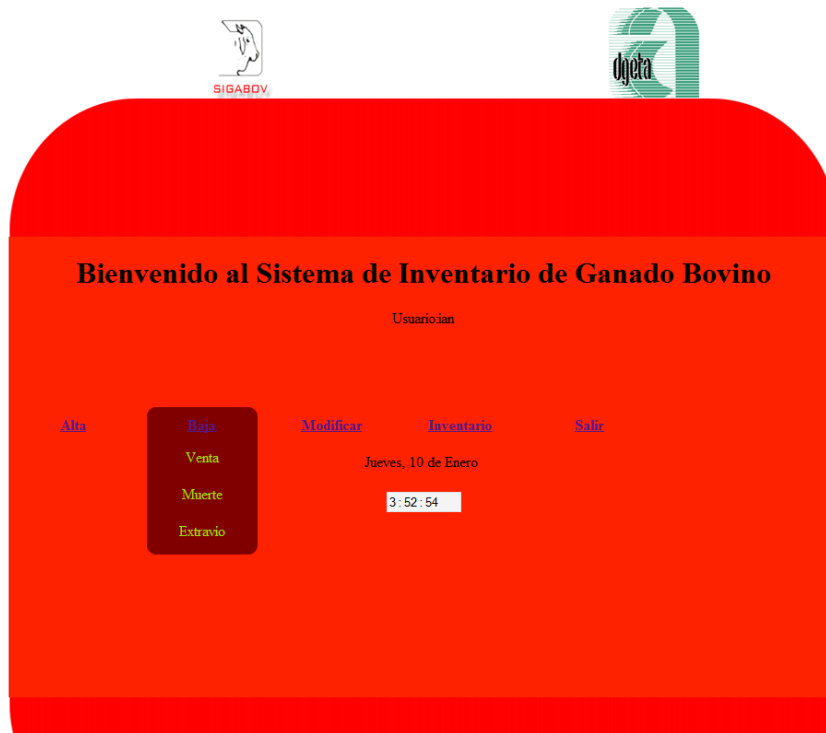 SIGABOV
dgeta
Bienvenido al Sistema de Inventario de Ganado Bovino
Usuario:ian
Alta Baja Modificar Inventario Salir
Venta
Jueves, 10 de Enero
Muerte
3 : 52 : 54
Extravio